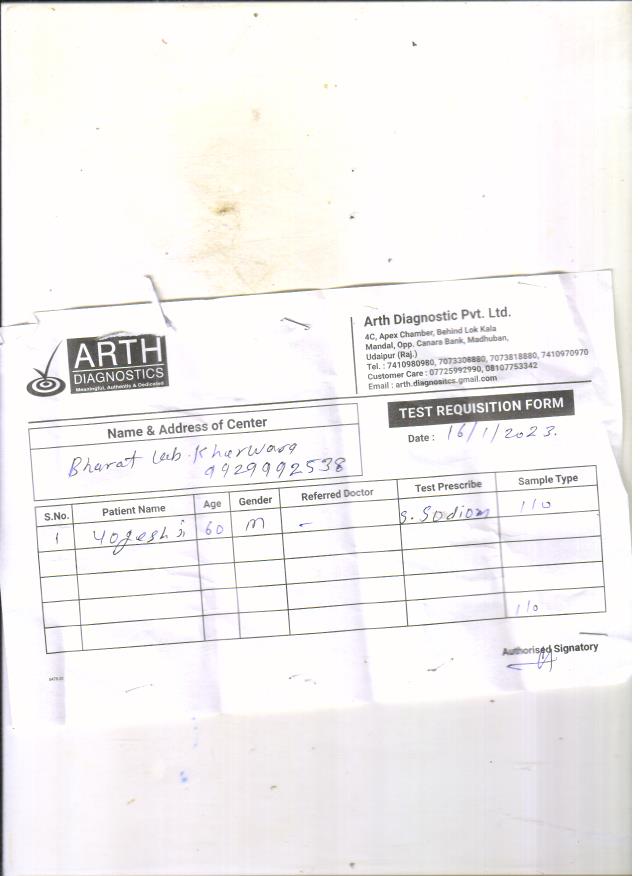 ARTH
DIAGNOSTICS
Meaningful, Authentic & Dedicated
Arth Diagnostic Pvt. Ltd.
4C, Apex Chamber, Behind Lok Kala
Mandal, Opp. Canara Bank, Madhuban,
Udaipur (Raj.)
Tel. : 7410980980, 7073308880, 7073818880, 7410970970
Customer Care : 07725992990, 08107753342
Email : arth.diagnositcs.gmail.com
Name & Address of Center
Bharat Lab. Kherwara
9929992538
TEST REQUISITION FORM
Date : 16/1/2023.
S.No. Patient Name Age Gender Referred Doctor Test Prescribe Sample Type
1 Yogesh ji 60 M - S. Sodium 110
110
Authorised Signatory